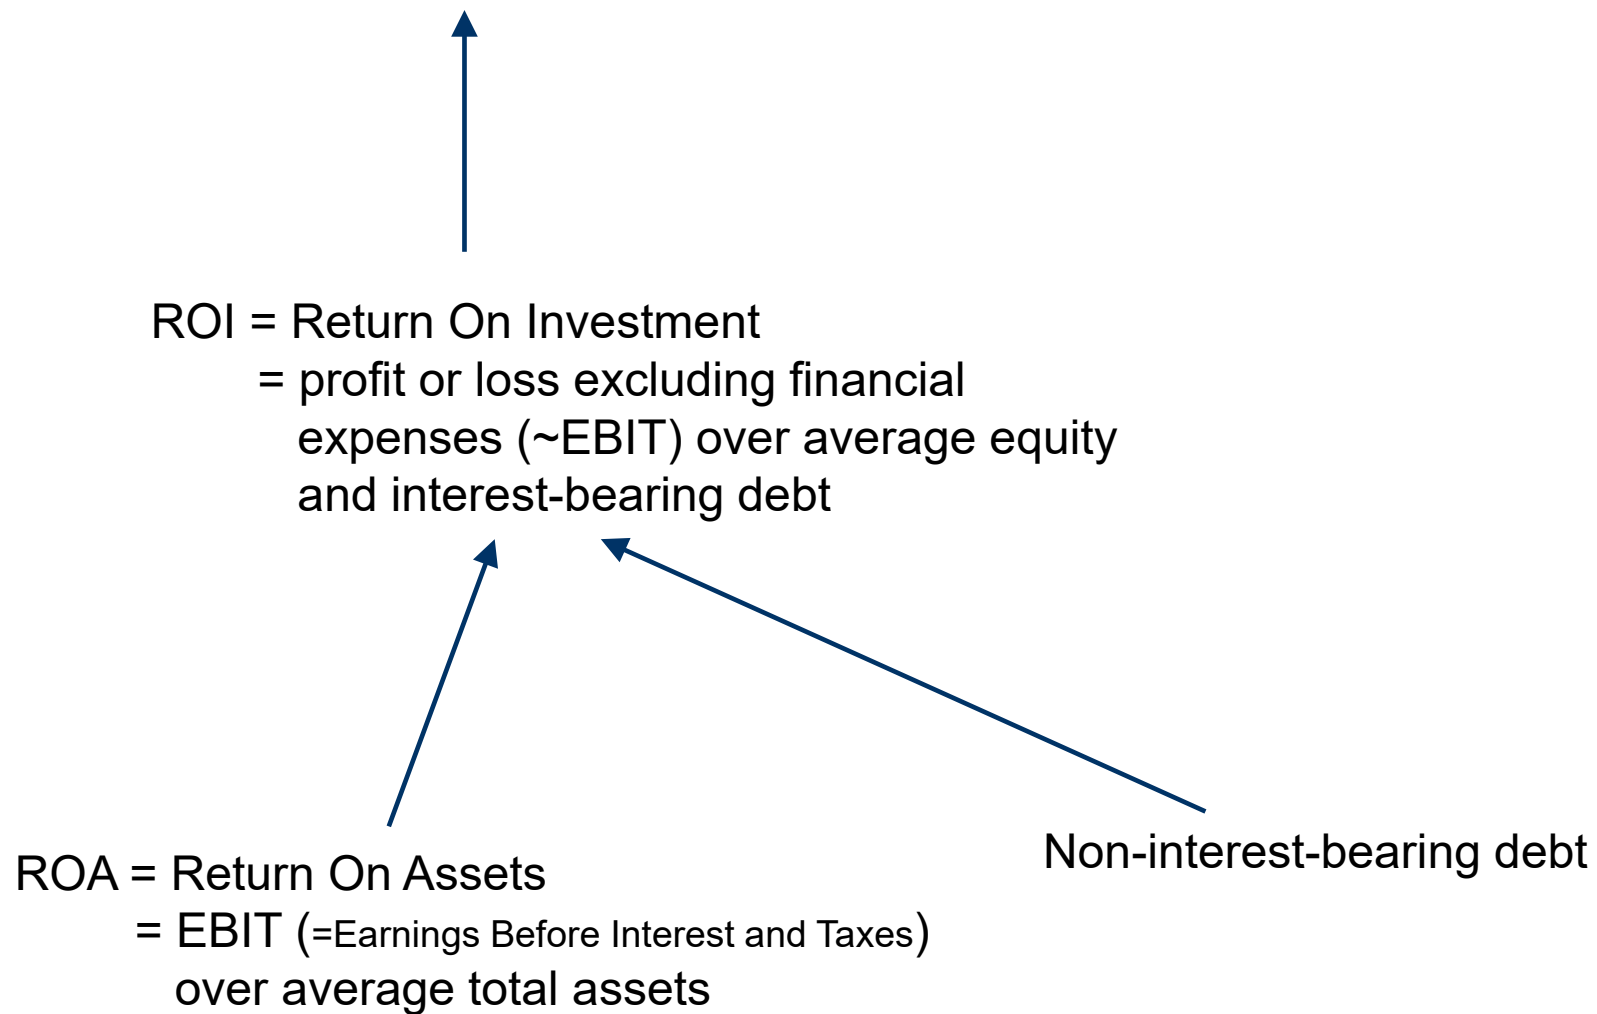 ROI = Return On Investment
= profit or loss excluding financial
expenses (~EBIT) over average equity
and interest-bearing debt
Non-interest-bearing debt
ROA = Return On Assets
= EBIT (=Earnings Before Interest and Taxes)
over average total assets